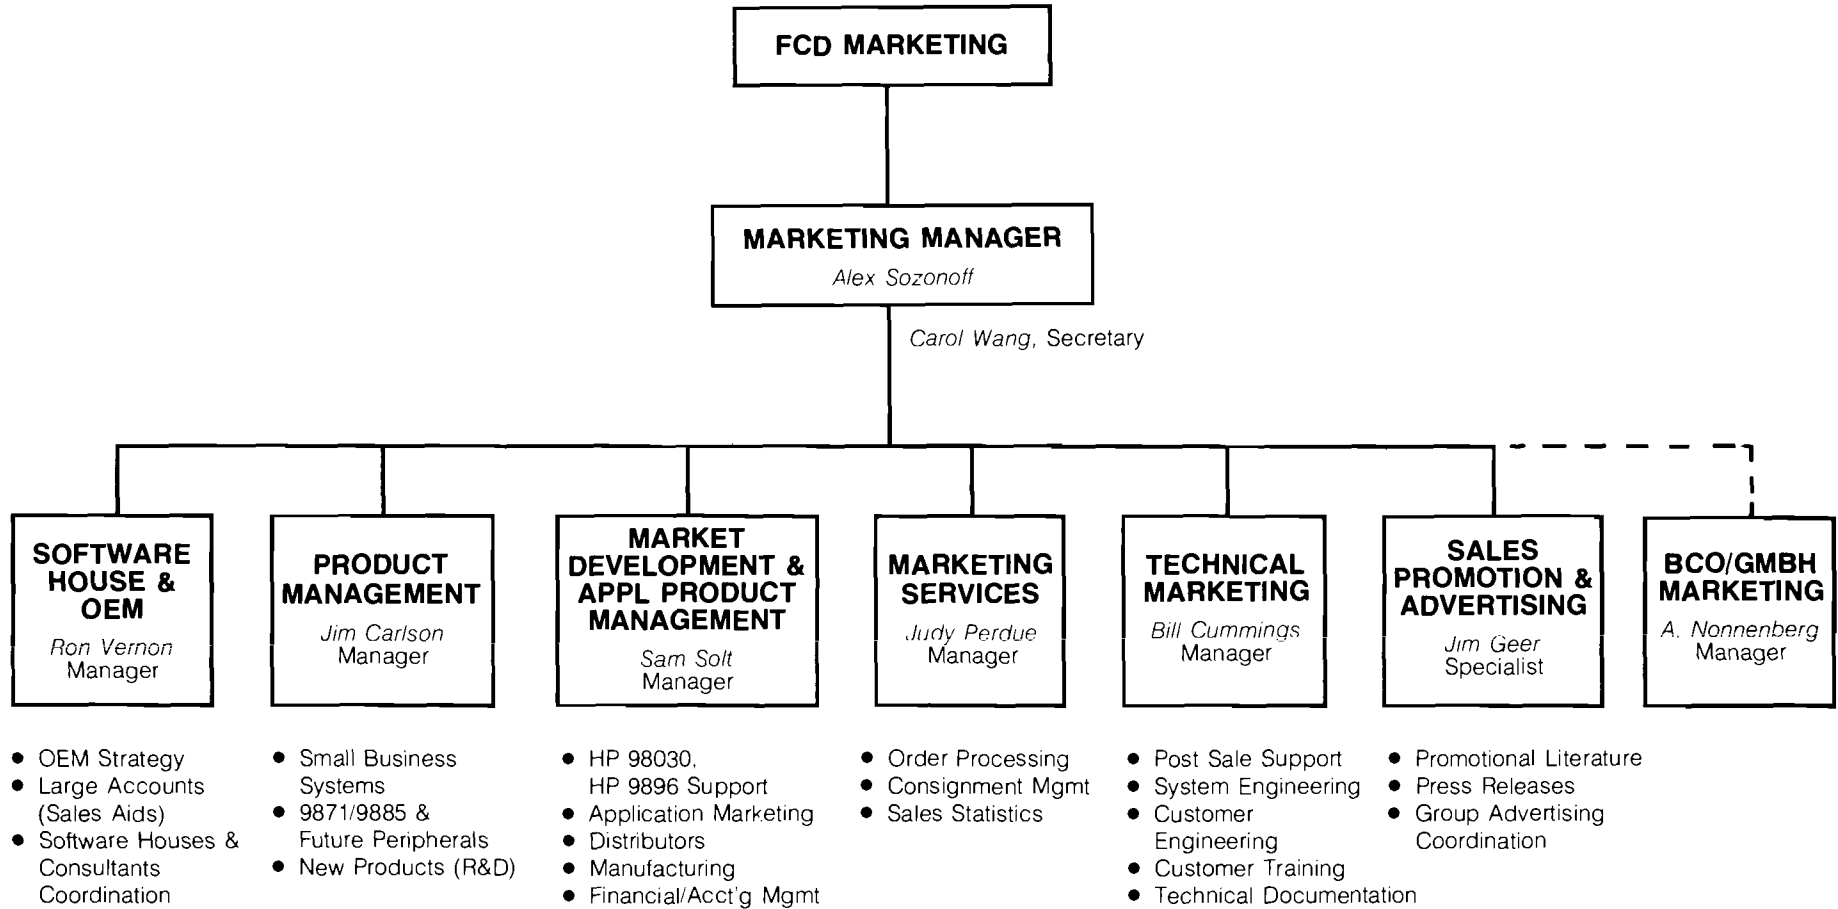 FCD MARKETING
MARKETING MANAGER
Alex Sozonoff
Carol Wang, Secretary
SOFTWARE
HOUSE &
OEM
Ron Vernon
Manager
PRODUCT
MANAGEMENT
Jim Carlson
Manager
MARKET
DEVELOPMENT &
APPL PRODUCT
MANAGEMENT
Sam Solt
Manager
MARKETING
SERVICES
Judy Perdue
Manager
TECHNICAL
MARKETING
Bill Cummings
Manager
SALES
PROMOTION &
ADVERTISING
Jim Geer
Specialist
BCO/GMBH
MARKETING
A. Nonnenberg
Manager
● OEM Strategy
● Large Accounts
(Sales Aids)
● Software Houses &
Consultants
Coordination
● Small Business
Systems
● 9871/9885 &
Future Peripherals
● New Products (R&D)
● HP 98030,
HP 9896 Support
● Application Marketing
● Distributors
● Manufacturing
● Financial/Acct'g Mgmt
● Order Processing
● Consignment Mgmt
● Sales Statistics
● Post Sale Support
● System Engineering
● Customer
Engineering
● Customer Training
● Technical Documentation
● Promotional Literature
● Press Releases
● Group Advertising
Coordination